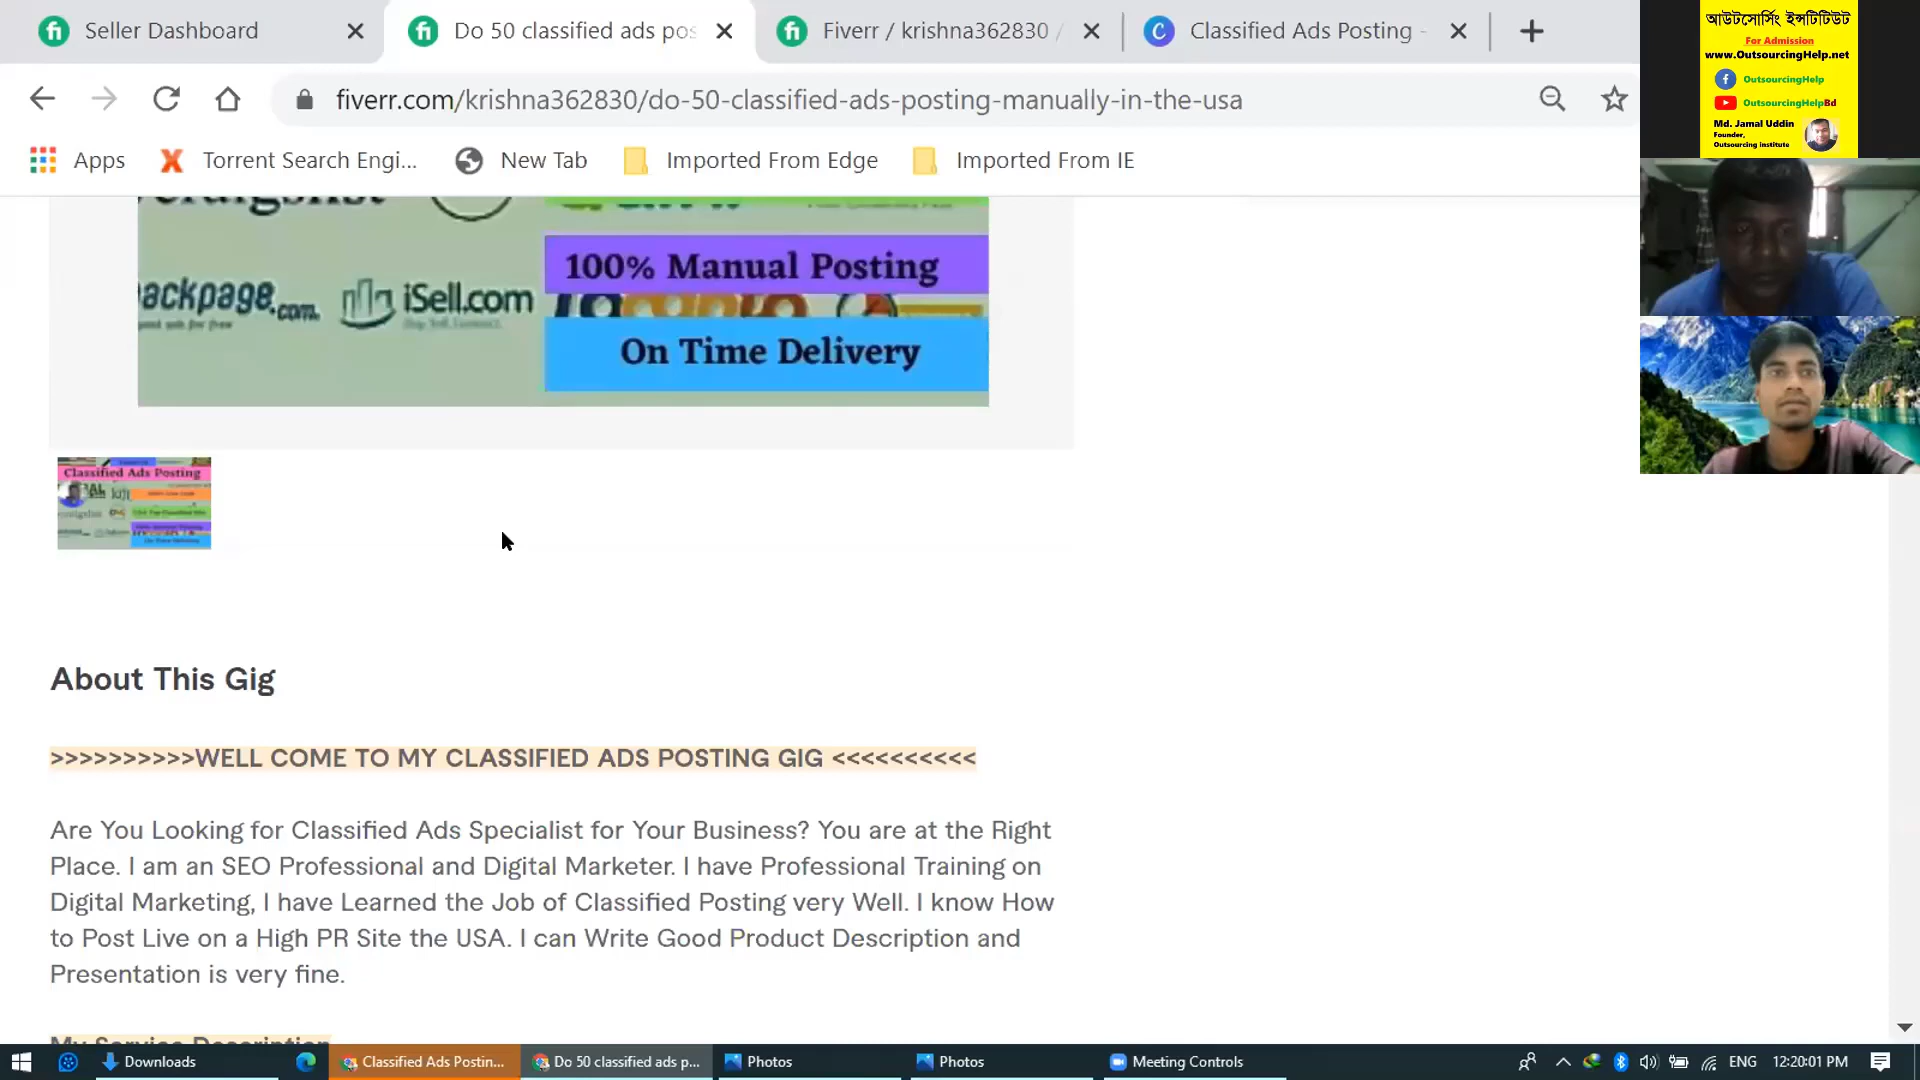 Seller Dashboard
Do 50 classified ads pos
Fiverr / krishna362830 /
Classified Ads Posting -
fiverr.com/krishna362830/do-50-classified-ads-posting-manually-in-the-usa
Apps
Torrent Search Engi...
New Tab
Imported From Edge
Imported From IE
আউটসোর্সিং ইন্সটিটিউট
For Admission
www.OutsourcingHelp.net
OutsourcingHelp
OutsourcingHelpBd
Md. Jamal Uddin
Founder,
Outsourcing institute
100% Manual Posting
ackpage.com
iSell.com
On Time Delivery
Classified Ads Posting
About This Gig
>>>>>>>>>>WELL COME TO MY CLASSIFIED ADS POSTING GIG <<<<<<<<<<
Are You Looking for Classified Ads Specialist for Your Business? You are at the Right
Place. I am an SEO Professional and Digital Marketer. I have Professional Training on
Digital Marketing, I have Learned the Job of Classified Posting very Well. I know How
to Post Live on a High PR Site the USA. I can Write Good Product Description and
Presentation is very fine.
My Service Description
Downloads
Classified Ads Postin...
Do 50 classified ads p...
Photos
Photos
Meeting Controls
ENG
12:20:01 PM